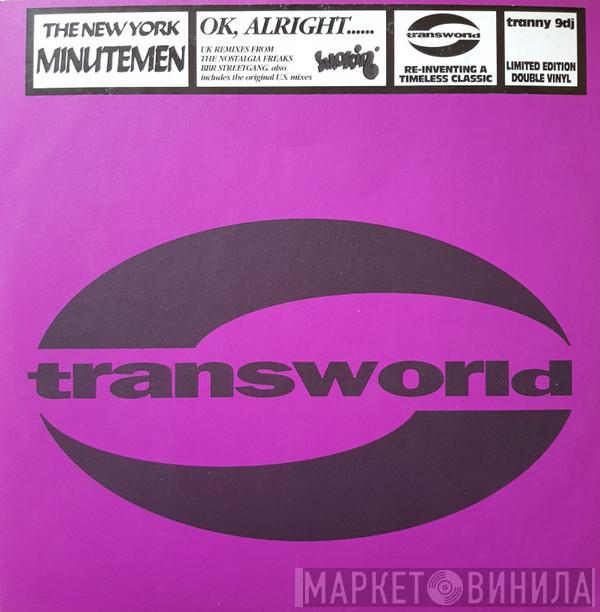 THE NEW YORK
MINUTEMEN
OK, ALRIGHT......
UK REMIXES FROM
THE NOSTALGIA FREAKS
BBR STREETGANG. also
includes the original U.S. mixes
Smokin'
transworld
RE-INVENTING A
TIMELESS CLASSIC
tranny 9dj
LIMITED EDITION
DOUBLE VINYL
transworld
МАРКЕТ ВИНИЛА